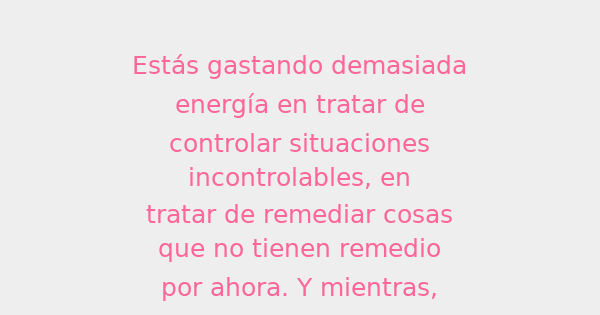 Estás gastando demasiada
energía en tratar de
controlar situaciones
incontrolables, en
tratar de remediar cosas
que no tienen remedio
por ahora. Y mientras,